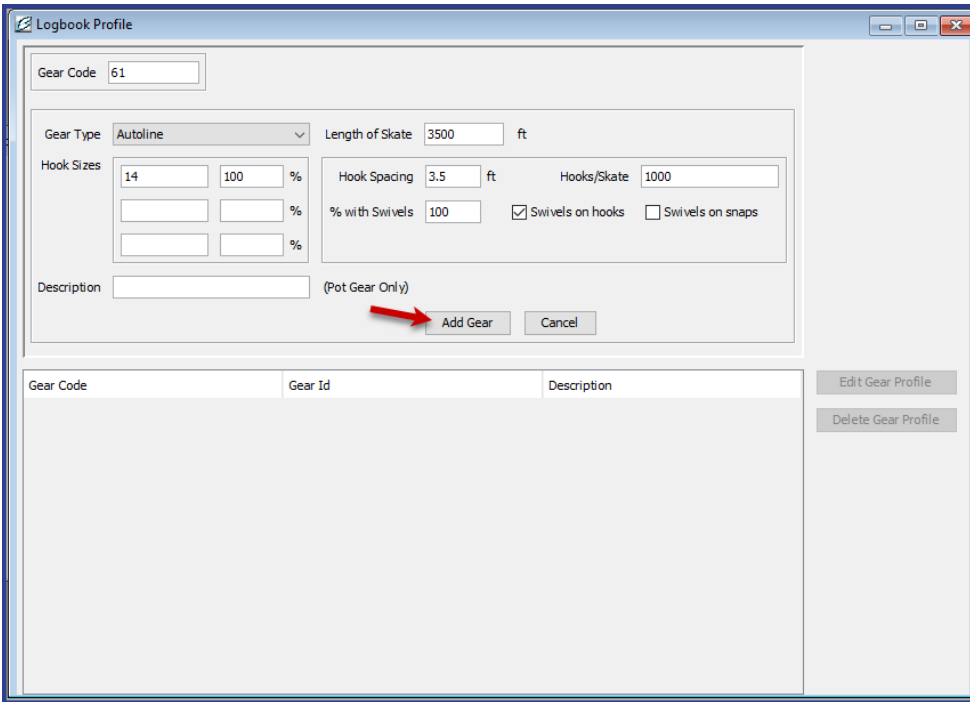 Logbook Profile
Gear Code 61
Gear Type Autoline Length of Skate 3500 ft
Hook Sizes 14 100 % Hook Spacing 3.5 ft Hooks/Skate 1000
% % with Swivels 100 Swivels on hooks Swivels on snaps
%
Description (Pot Gear Only)
Add Gear Cancel
Gear Code Gear Id Description
Edit Gear Profile
Delete Gear Profile